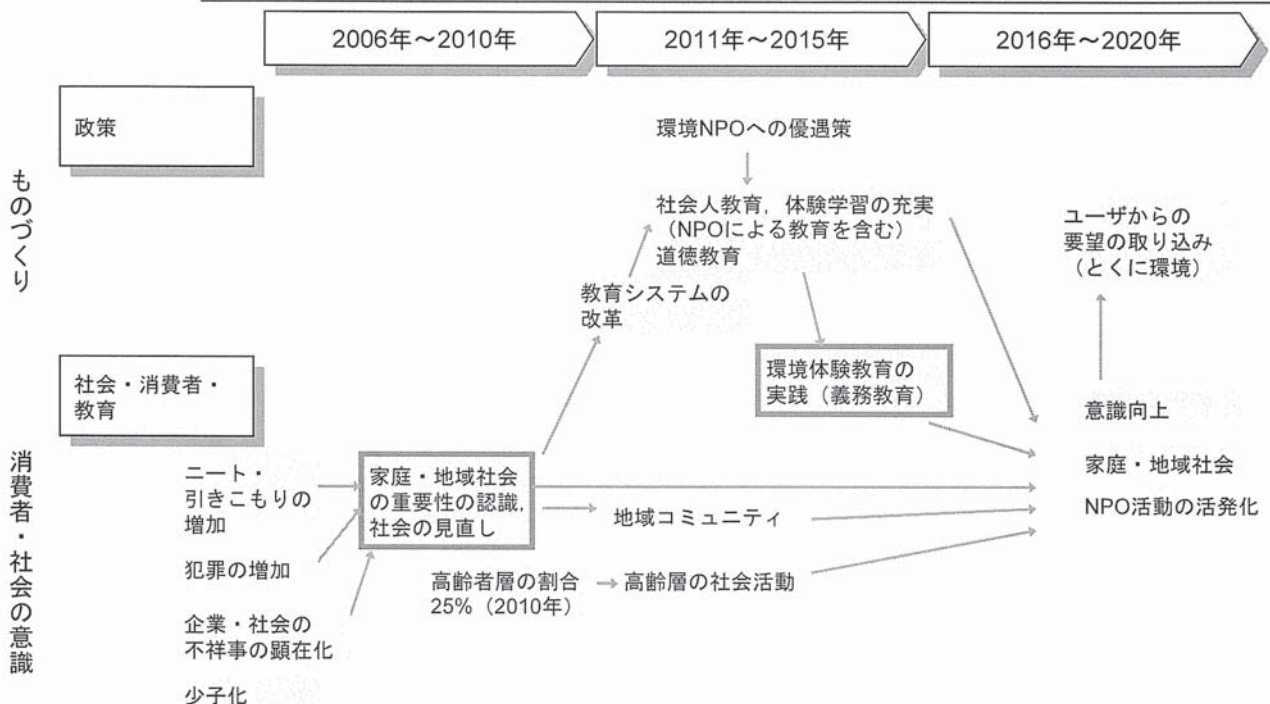 2006年～2010年
2011年～2015年
2016年～2020年
ものづくり
政策
環境NPOへの優遇策
社会人教育，体験学習の充実
（NPOによる教育を含む）
道徳教育
ユーザからの
要望の取り込み
（とくに環境）
教育システムの
改革
社会・消費者・
教育
環境体験教育の
実践（義務教育）
意識向上
消費者・社会の意識
ニート・
引きこもりの
増加
家庭・地域社会
の重要性の認識，
社会の見直し
家庭・地域社会
地域コミュニティ
NPO活動の活発化
犯罪の増加
高齢者層の割合
25%（2010年）
高齢層の社会活動
企業・社会の
不祥事の顕在化
少子化